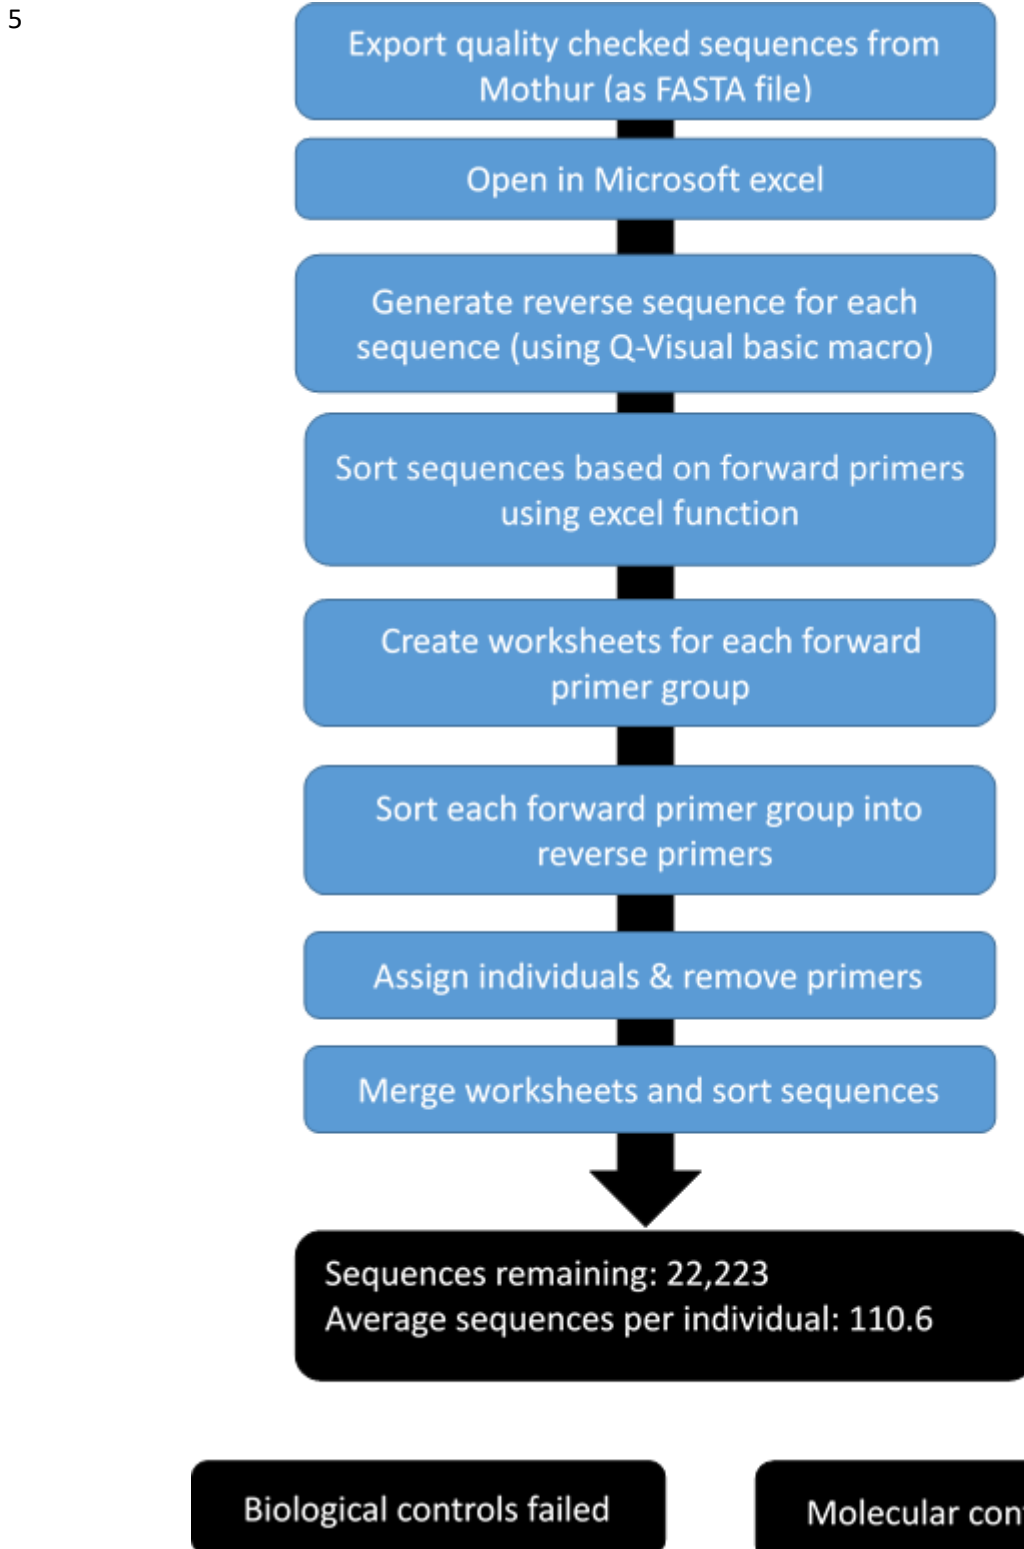 5
Export quality checked sequences from
Mothur (as FASTA file)
Open in Microsoft excel
Generate reverse sequence for each
sequence (using Q-Visual basic macro)
Sort sequences based on forward primers
using excel function
Create worksheets for each forward
primer group
Sort each forward primer group into
reverse primers
Assign individuals & remove primers
Merge worksheets and sort sequences
Sequences remaining: 22,223
Average sequences per individual: 110.6
Biological controls failed
Molecular